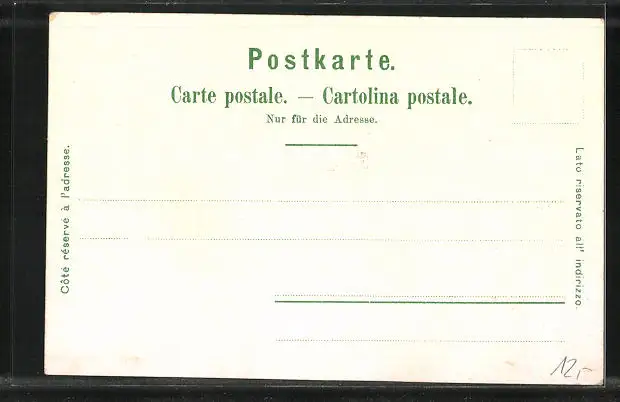 Postkarte.
Carte postale. — Cartolina postale.
Nur für die Adresse.
Côté réservé à l'adresse.
Lato riservato all' indirizzo.
12,-